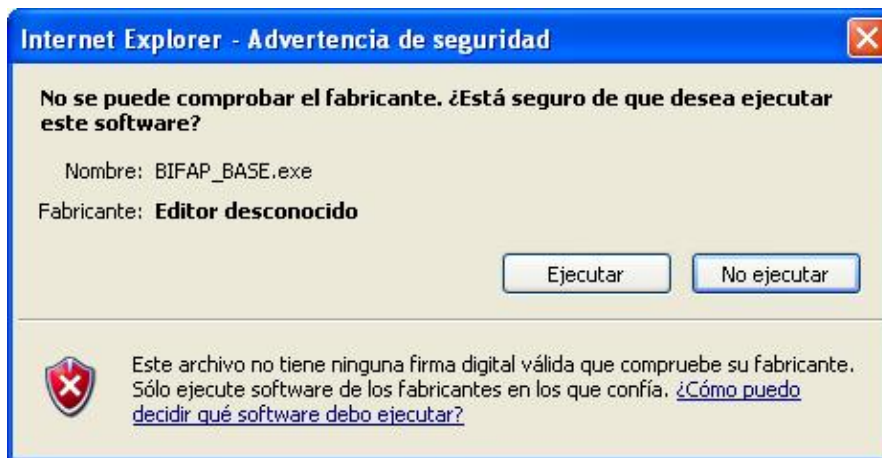 Internet Explorer - Advertencia de seguridad
No se puede comprobar el fabricante. ¿Está seguro de que desea ejecutar
este software?
Nombre: BIFAP_BASE.exe
Fabricante: Editor desconocido
Ejecutar No ejecutar
Este archivo no tiene ninguna firma digital válida que compruebe su fabricante.
Sólo ejecute software de los fabricantes en los que confía. ¿Cómo puedo
decidir qué software debo ejecutar?